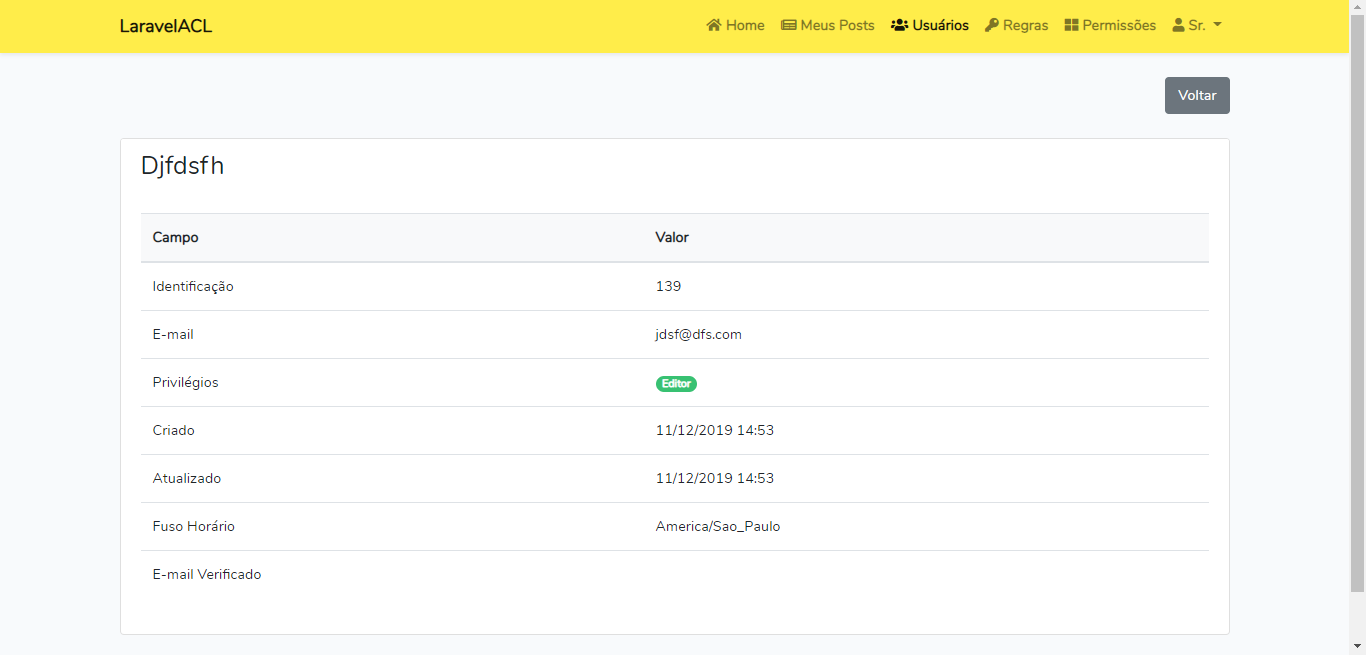 LaravelACL Home Meus Posts Usuários Regras Permissões Sr.
Voltar
Djfdsfh
Campo Valor
Identificação 139
E-mail jdsf@dfs.com
Privilégios Editor
Criado 11/12/2019 14:53
Atualizado 11/12/2019 14:53
Fuso Horário America/Sao_Paulo
E-mail Verificado